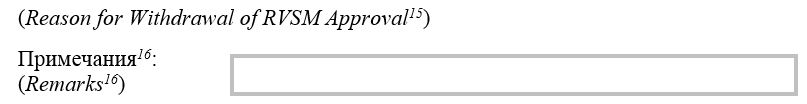 (Reason for Withdrawal of RVSM Approval15)
Примечания16:
(Remarks16)